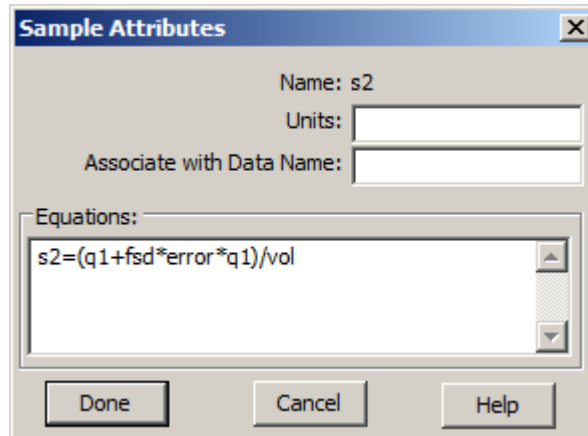 Sample Attributes
Name: s2
Units:
Associate with Data Name:
Equations:
s2=(q1+fsd*error*q1)/vol
Done Cancel Help